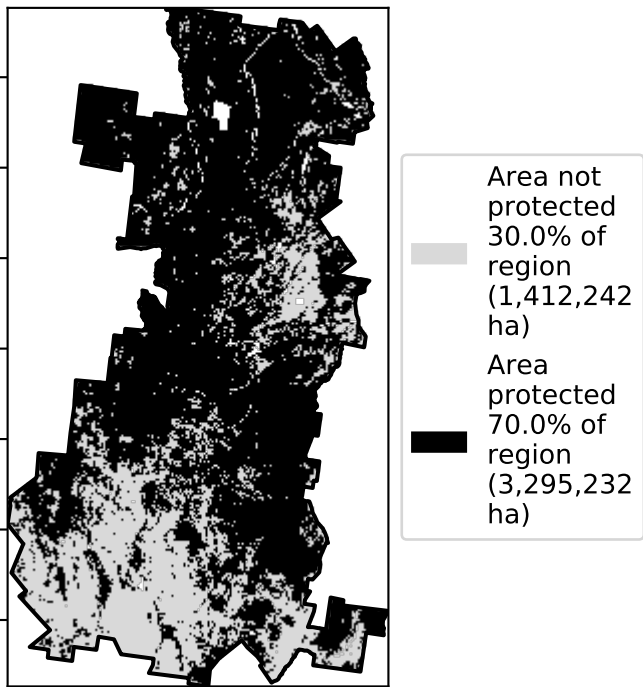 Area not
protected
30.0% of
region
(1,412,242
ha)
Area
protected
70.0% of
region
(3,295,232
ha)